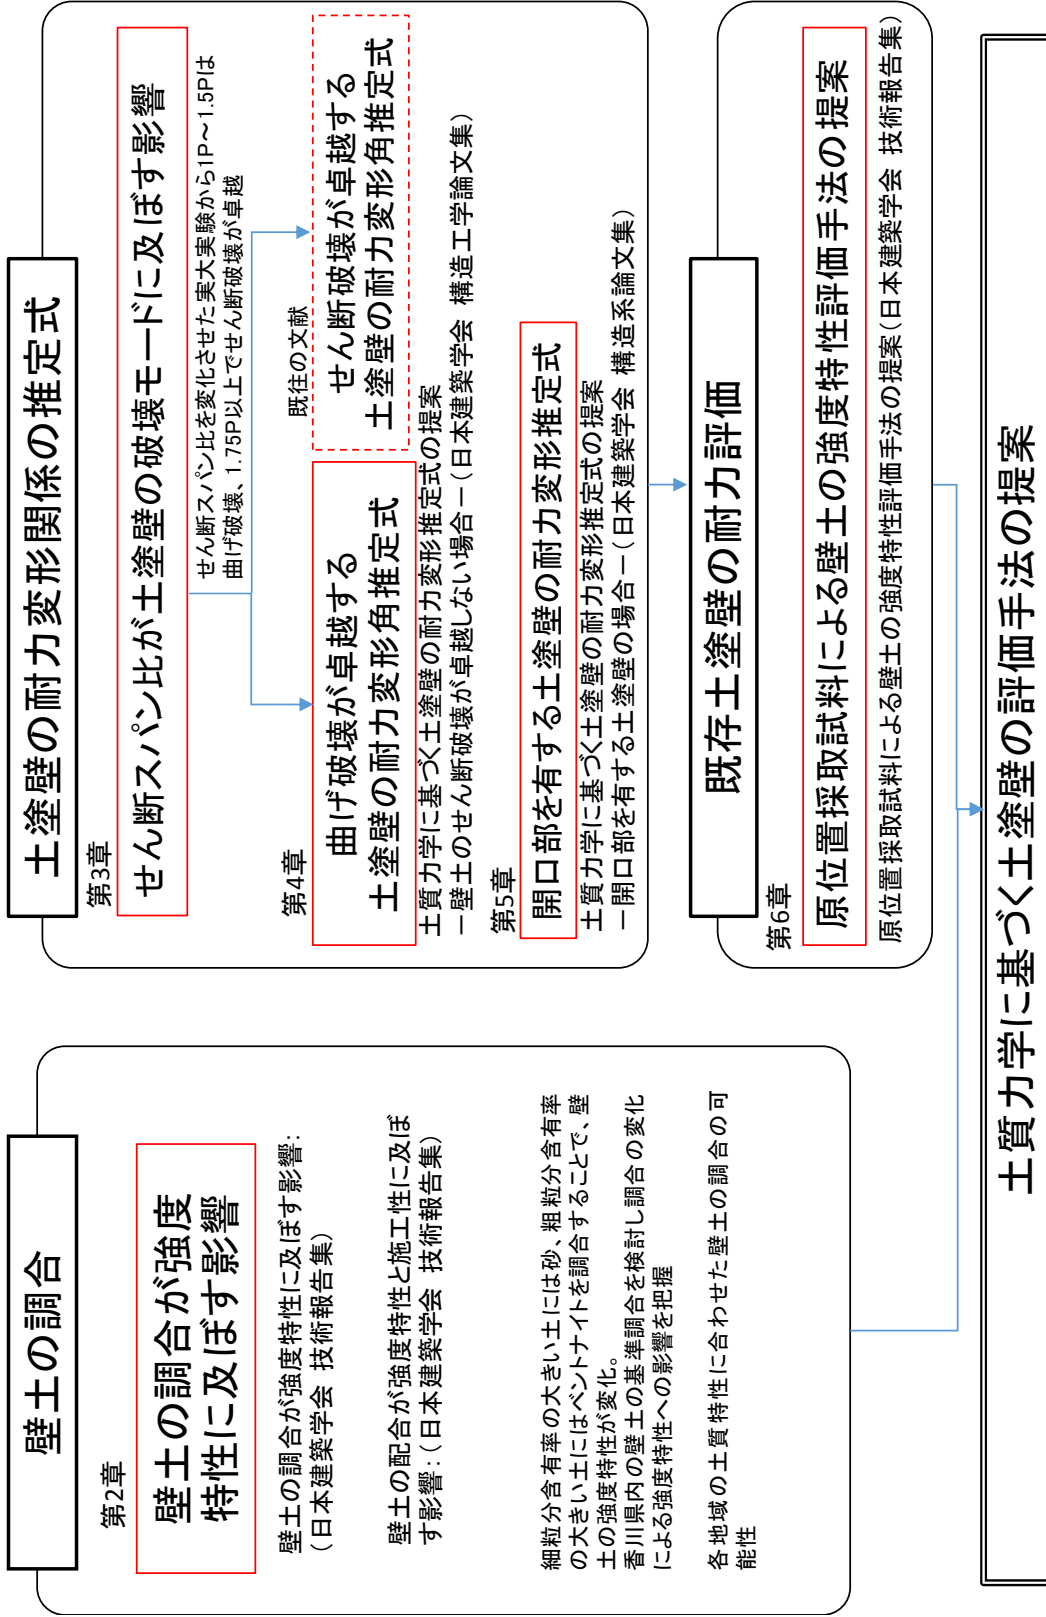 壁土の調合
第2章
壁土の調合が強度
特性に及ぼす影響
壁土の調合が強度特性に及ぼす影響:
(日本建築学会 技術報告集)
壁土の配合が強度特性と施工性に及ぼ
す影響:(日本建築学会 技術報告集)
細粒分含有率の大きい土には砂、粗粒分含有率
の大きい土にはベントナイトを調合することで、壁
土の強度特性が変化。
香川県内の壁土の基準調合を検討し調合の変化
による強度特性への影響を把握
各地域の土質特性に合わせた壁土の調合の可
能性
土塗壁の耐力変形関係の推定式
第3章
せん断スパン比が土塗壁の破壊モードに及ぼす影響
せん断スパン比を変化させた実大実験から1P~1.5Pは
曲げ破壊、1.75P以上でせん断破壊が卓越
第4章
曲げ破壊が卓越する
土塗壁の耐力変形角推定式
既往の文献
せん断破壊が卓越する
土塗壁の耐力変形角推定式
土質力学に基づく土塗壁の耐力変形推定式の提案
-壁土のせん断破壊が卓越しない場合-(日本建築学会 構造工学論文集)
第5章
開口部を有する土塗壁の耐力変形推定式
土質力学に基づく土塗壁の耐力変形推定式の提案
-開口部を有する土塗壁の場合-(日本建築学会 構造系論文集)
既存土塗壁の耐力評価
第6章
原位置採取試料による壁土の強度特性評価手法の提案
原位置採取試料による壁土の強度特性評価手法の提案(日本建築学会 技術報告集)
土質力学に基づく土塗壁の評価手法の提案